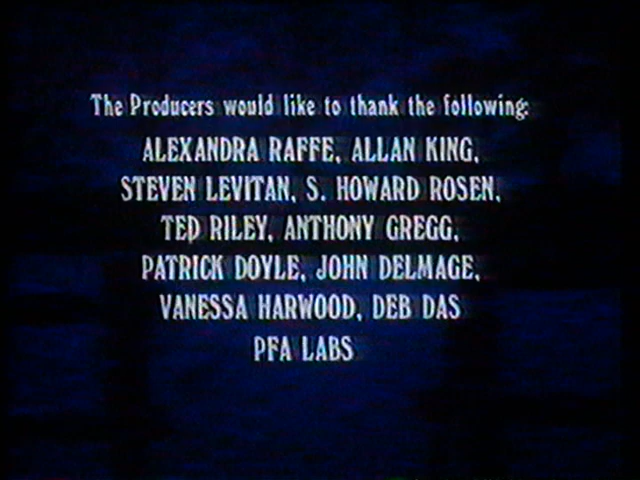 The Producers would like to thank the following:
ALEXANDRA RAFFE, ALLAN KING,
STEVEN LEVITAN, S. HOWARD ROSEN,
TED RILEY, ANTHONY GREGG,
PATRICK DOYLE, JOHN DELMAGE,
VANESSA HARWOOD, DEB DAS
PFA LABS